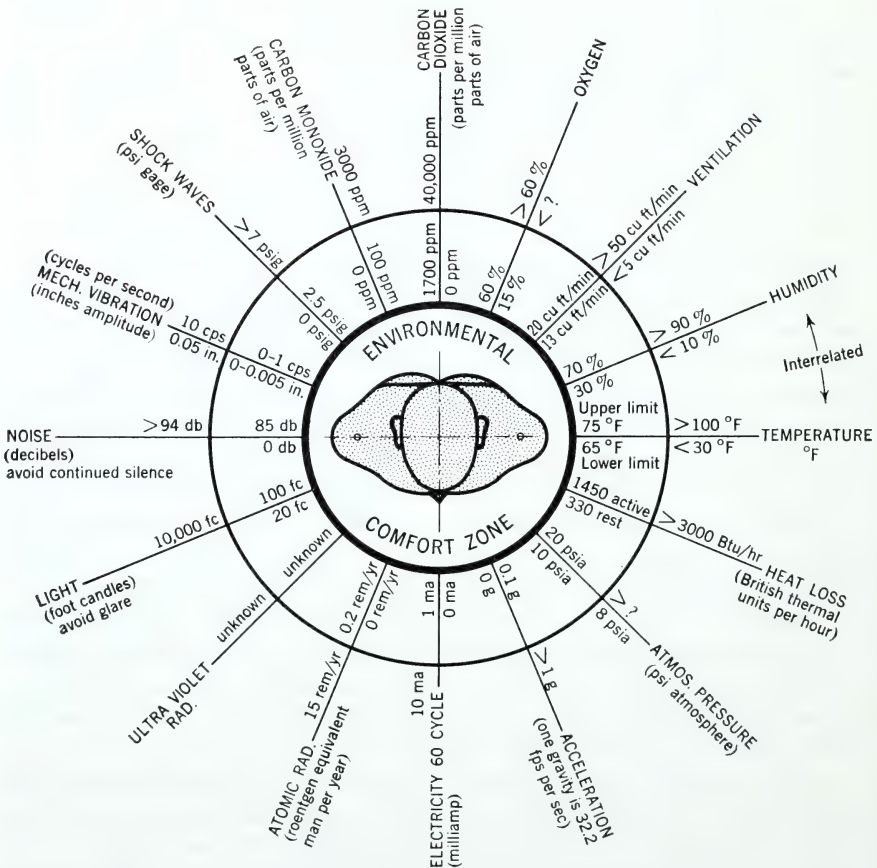 CARBON
DIOXIDE
(parts per million
parts of air)
40,000 ppm
1700 ppm
0 ppm
OXYGEN
> 60 %
< ?
60 %
15 %
VENTILATION
> 50 cu ft/min
< 5 cu ft/min
20 cu ft/min
13 cu ft/min
HUMIDITY
> 90 %
< 10 %
70 %
30 %
Interrelated
TEMPERATURE
°F
> 100 °F
< 30 °F
Upper limit
75 °F
65 °F
Lower limit
HEAT LOSS
(British thermal
units per hour)
> 3000 Btu/hr
1450 active
330 rest
ATMOS. PRESSURE
(psi atmosphere)
> ?
8 psia
20 psia
10 psia
ACCELERATION
(one gravity is 32.2
fps per sec)
> 1 g
0.1 g
0 g
ELECTRICITY 60 CYCLE
(milliamp)
10 ma
1 ma
0 ma
ATOMIC RAD.
(roentgen equivalent
man per year)
15 rem/yr
0.2 rem/yr
0 rem/yr
ULTRA VIOLET
RAD.
unknown
unknown
LIGHT
(foot candles)
avoid glare
10,000 fc
100 fc
20 fc
NOISE
(decibels)
avoid continued silence
> 94 db
85 db
0 db
(cycles per second)
MECH. VIBRATION
(inches amplitude)
10 cps
0.05 in.
0-1 cps
0-0.005 in.
SHOCK WAVES
(psi gage)
> 7 psig
2.5 psig
0 psig
CARBON MONOXIDE
(parts per million
parts of air)
3000 ppm
100 ppm
0 ppm
ENVIRONMENTAL
COMFORT ZONE